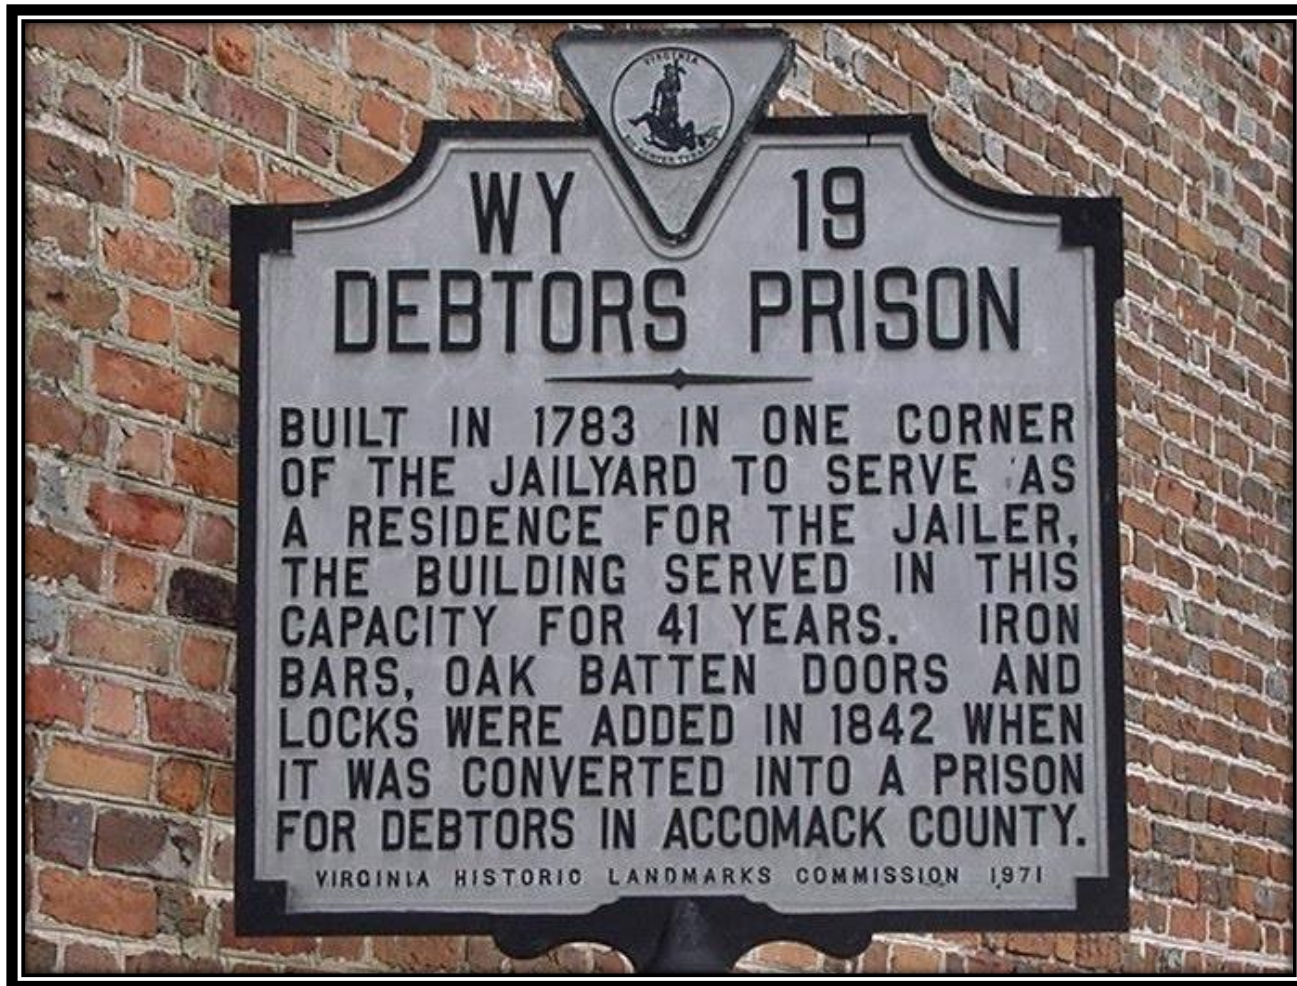 VIRGINIA
WY 19
DEBTORS PRISON
BUILT IN 1783 IN ONE CORNER
OF THE JAILYARD TO SERVE AS
A RESIDENCE FOR THE JAILER,
THE BUILDING SERVED IN THIS
CAPACITY FOR 41 YEARS. IRON
BARS, OAK BATTEN DOORS AND
LOCKS WERE ADDED IN 1842 WHEN
IT WAS CONVERTED INTO A PRISON
FOR DEBTORS IN ACCOMACK COUNTY.
VIRGINIA HISTORIC LANDMARKS COMMISSION 1971